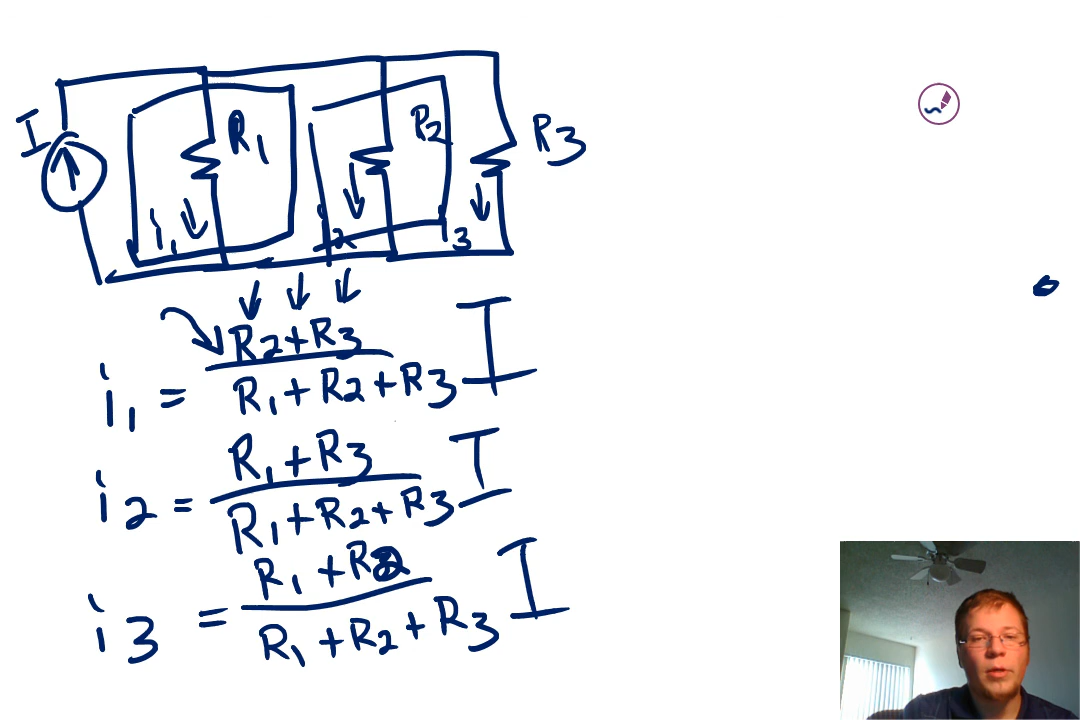 I R1 R2 R3
i1 i2 i3
i1 = R2+R3 / R1+R2+R3 I
i2 = R1+R3 / R1+R2+R3 I
i3 = R1+R2 / R1+R2+R3 I